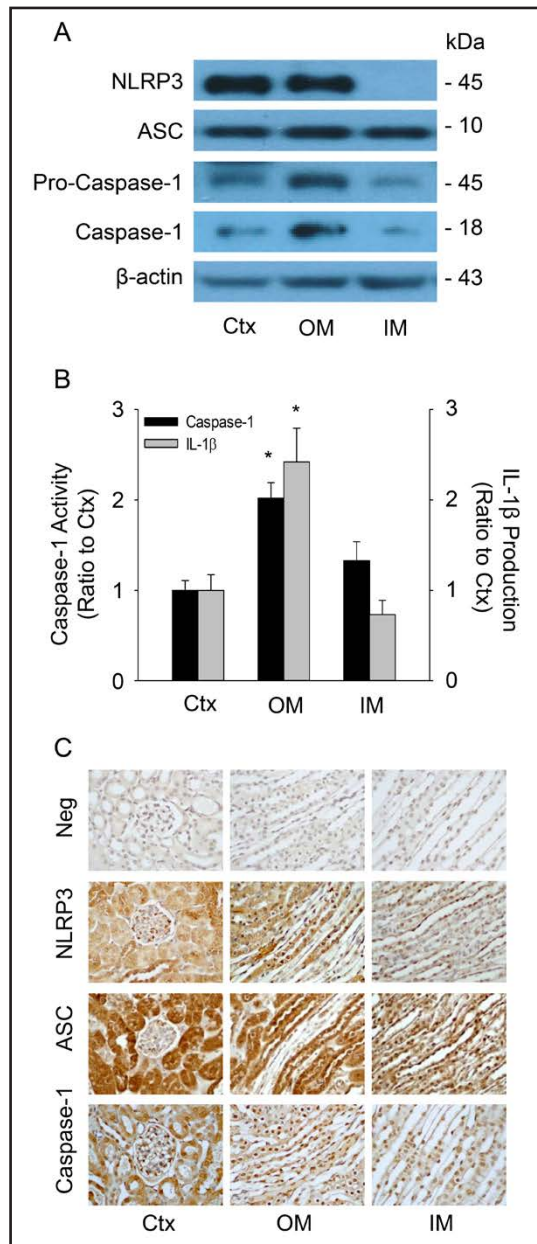 A
kDa
NLRP3 - 45
ASC - 10
Pro-Caspase-1 - 45
Caspase-1 - 18
β-actin - 43
Ctx OM IM
B
Caspase-1 Activity
(Ratio to Ctx)
3
2
1
0
Caspase-1
IL-1β
* *
3
2
1
0
IL-1β Production
(Ratio to Ctx)
Ctx OM IM
C
Neg
NLRP3
ASC
Caspase-1
Ctx OM IM